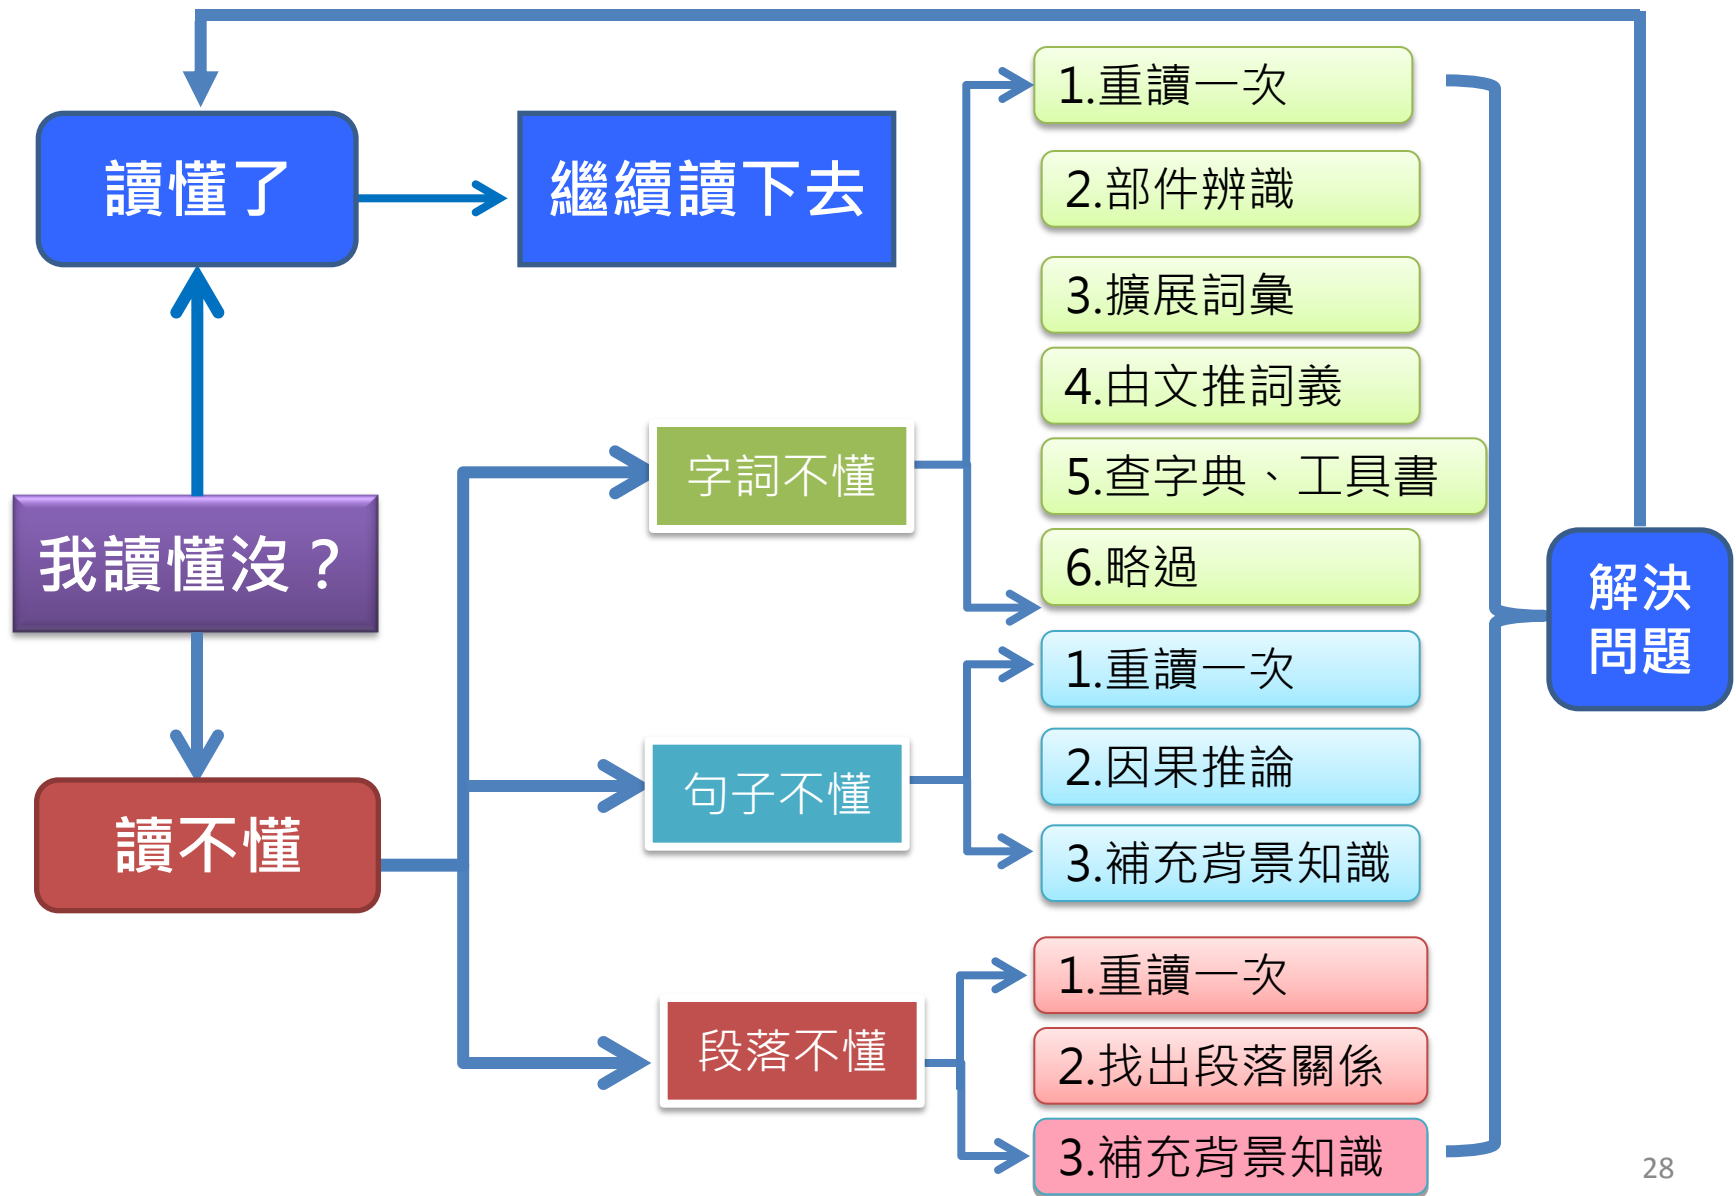 讀懂了
繼續讀下去
我讀懂沒？
讀不懂
字詞不懂
1.重讀一次
2.部件辨識
3.擴展詞彙
4.由文推詞義
5.查字典、工具書
6.略過
句子不懂
1.重讀一次
2.因果推論
3.補充背景知識
段落不懂
1.重讀一次
2.找出段落關係
3.補充背景知識
解決
問題
28